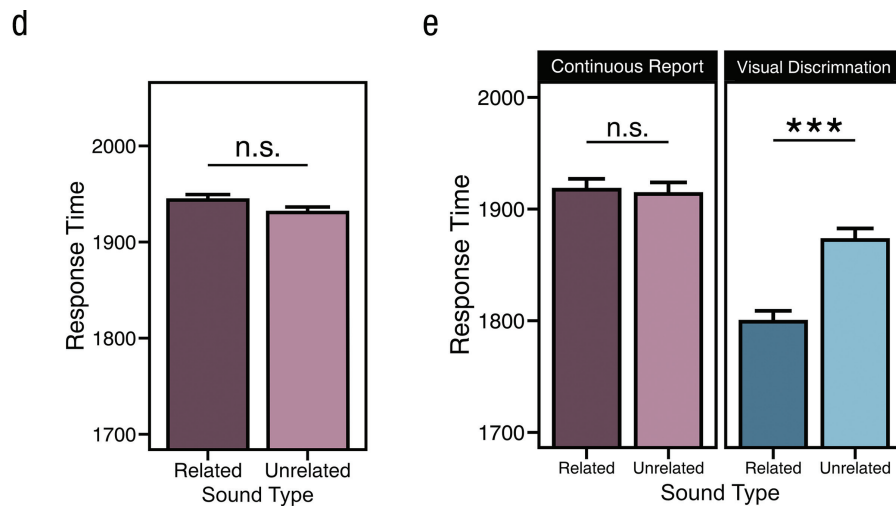 d
2000
1900
1800
1700
Response Time
n.s.
Related
Unrelated
Sound Type
e
Continuous Report
Visual Discrimnation
2000
1900
1800
1700
Response Time
n.s.
***
Related
Unrelated
Related
Unrelated
Sound Type